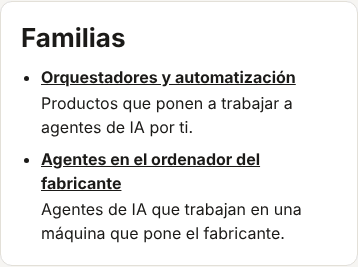 Familias
Orquestadores y automatización
Productos que ponen a trabajar a
agentes de IA por ti.
Agentes en el ordenador del
fabricante
Agentes de IA que trabajan en una
máquina que pone el fabricante.